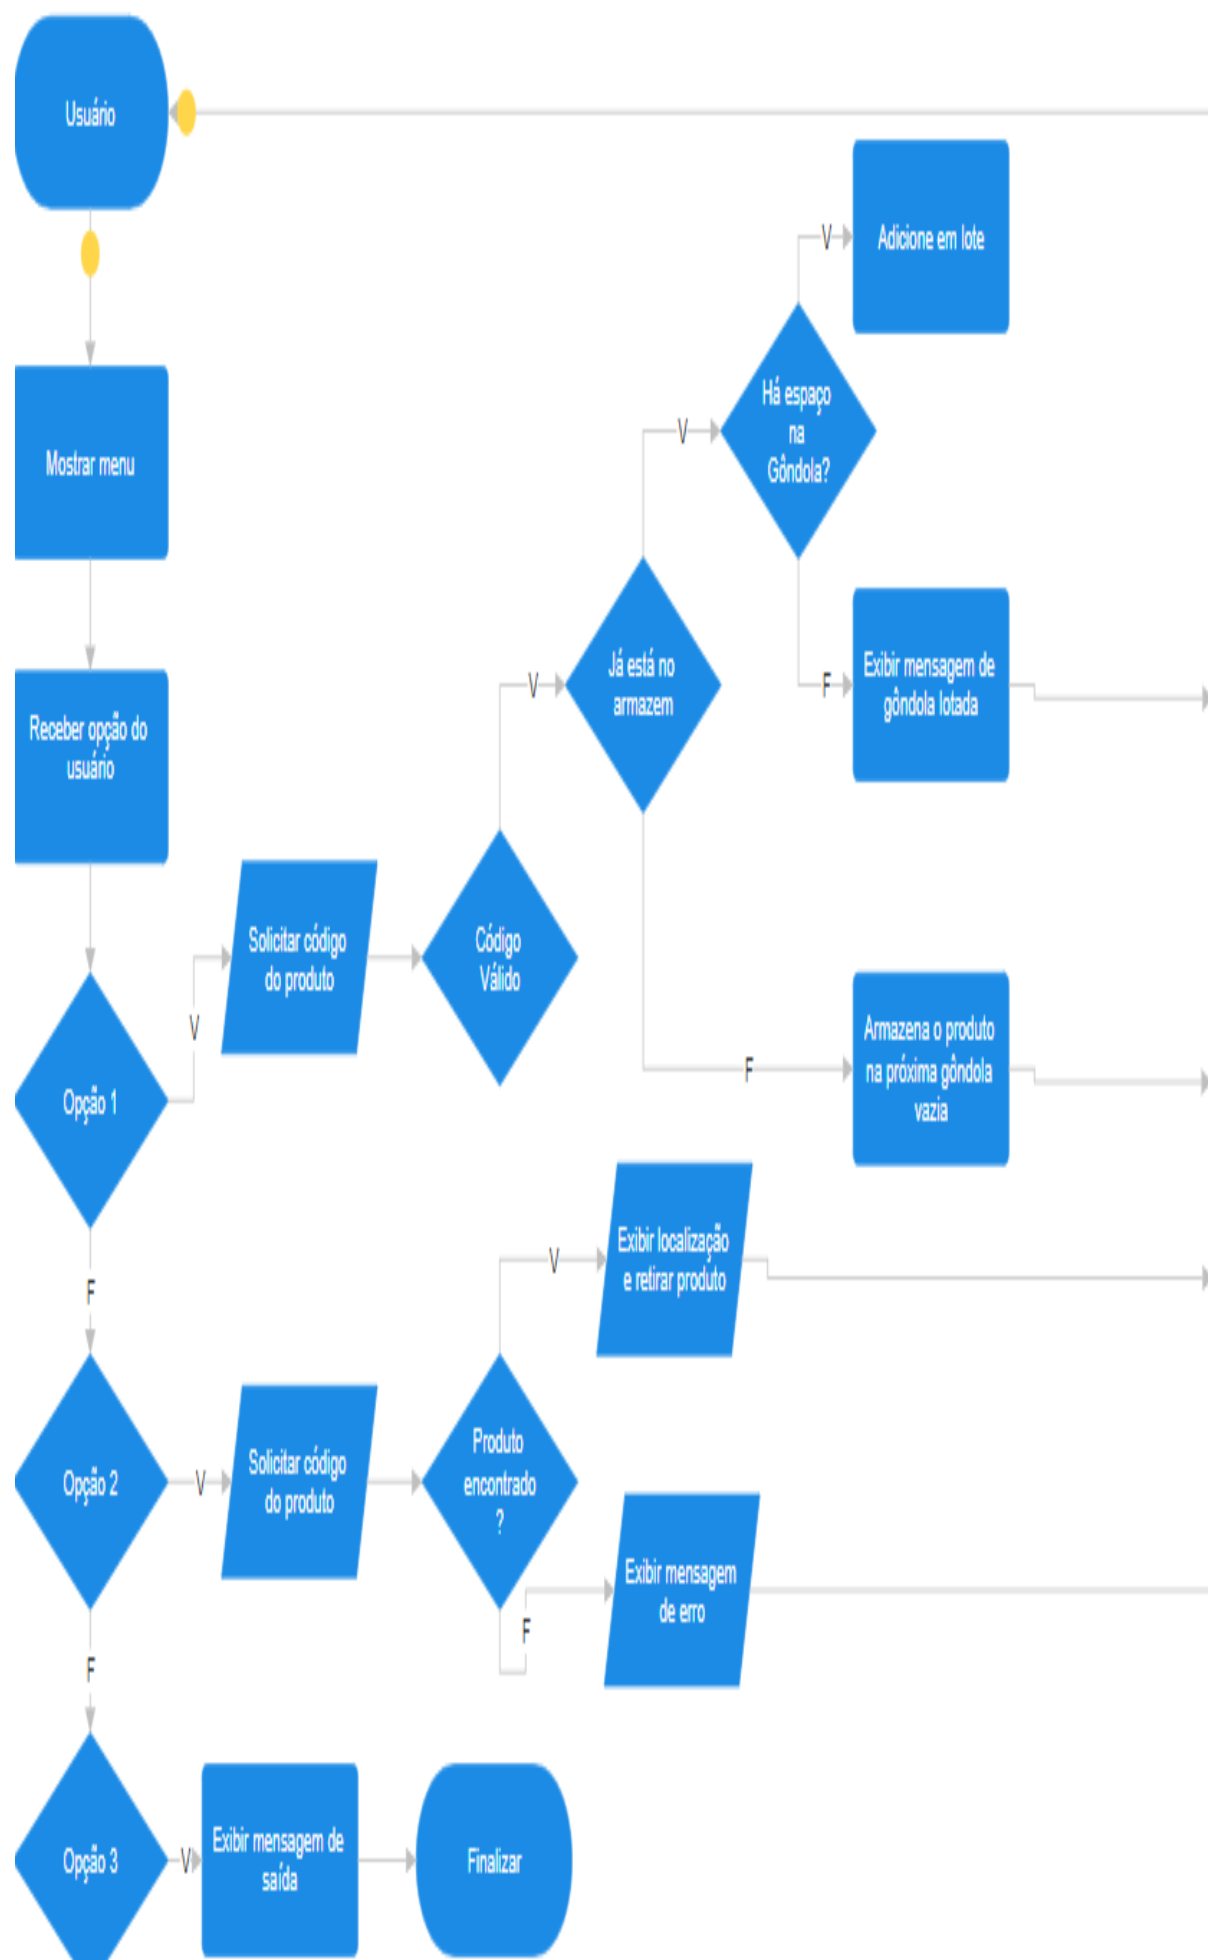 Usuário
V
Adicione em lote
Há espaço
na
Gôndola?
V
Mostrar menu
Já está no
armazem
V
F
Exibir mensagem de
gôndola lotada
Receber opção do
usuário
Solicitar código
do produto
Código
Válido
V
Opção 1
F
Armazena o produto
na próxima gôndola
vazia
F
V
Exibir localização
e retirar produto
Opção 2
V
Solicitar código
do produto
Produto
encontrado
?
F
Exibir mensagem
de erro
F
Opção 3
V
Exibir mensagem de
saída
Finalizar